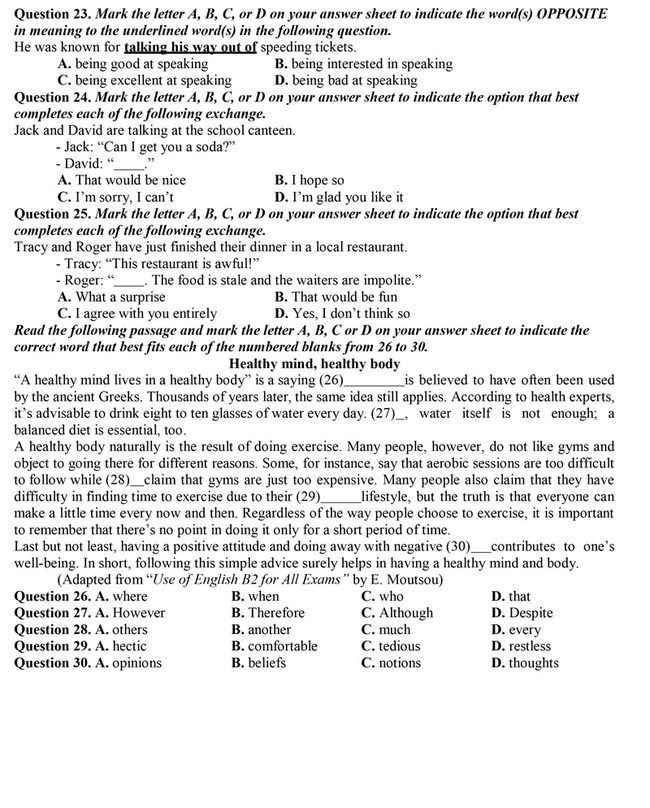 Question 23. Mark the letter A, B, C, or D on your answer sheet to indicate the word(s) OPPOSITE
in meaning to the underlined word(s) in the following question.
He was known for talking his way out of speeding tickets.
A. being good at speaking B. being interested in speaking
C. being excellent at speaking D. being bad at speaking
Question 24. Mark the letter A, B, C, or D on your answer sheet to indicate the option that best
completes each of the following exchange.
Jack and David are talking at the school canteen.
- Jack: “Can I get you a soda?”
- David: “_____.”
A. That would be nice B. I hope so
C. I’m sorry, I can’t D. I’m glad you like it
Question 25. Mark the letter A, B, C, or D on your answer sheet to indicate the option that best
completes each of the following exchange.
Tracy and Roger have just finished their dinner in a local restaurant.
- Tracy: “This restaurant is awful!”
- Roger: “_____. The food is stale and the waiters are impolite.”
A. What a surprise B. That would be fun
C. I agree with you entirely D. Yes, I don’t think so
Read the following passage and mark the letter A, B, C or D on your answer sheet to indicate the
correct word that best fits each of the numbered blanks from 26 to 30.
Healthy mind, healthy body
“A healthy mind lives in a healthy body” is a saying (26)_________is believed to have often been used
by the ancient Greeks. Thousands of years later, the same idea still applies. According to health experts,
it’s advisable to drink eight to ten glasses of water every day. (27)_, water itself is not enough; a
balanced diet is essential, too.
A healthy body naturally is the result of doing exercise. Many people, however, do not like gyms and
object to going there for different reasons. Some, for instance, say that aerobic sessions are too difficult
to follow while (28)__claim that gyms are just too expensive. Many people also claim that they have
difficulty in finding time to exercise due to their (29)______lifestyle, but the truth is that everyone can
make a little time every now and then. Regardless of the way people choose to exercise, it is important
to remember that there’s no point in doing it only for a short period of time.
Last but not least, having a positive attitude and doing away with negative (30)___contributes to one’s
well-being. In short, following this simple advice surely helps in having a healthy mind and body.
(Adapted from “Use of English B2 for All Exams” by E. Moutsou)
Question 26. A. where B. when C. who D. that
Question 27. A. However B. Therefore C. Although D. Despite
Question 28. A. others B. another C. much D. every
Question 29. A. hectic B. comfortable C. tedious D. restless
Question 30. A. opinions B. beliefs C. notions D. thoughts